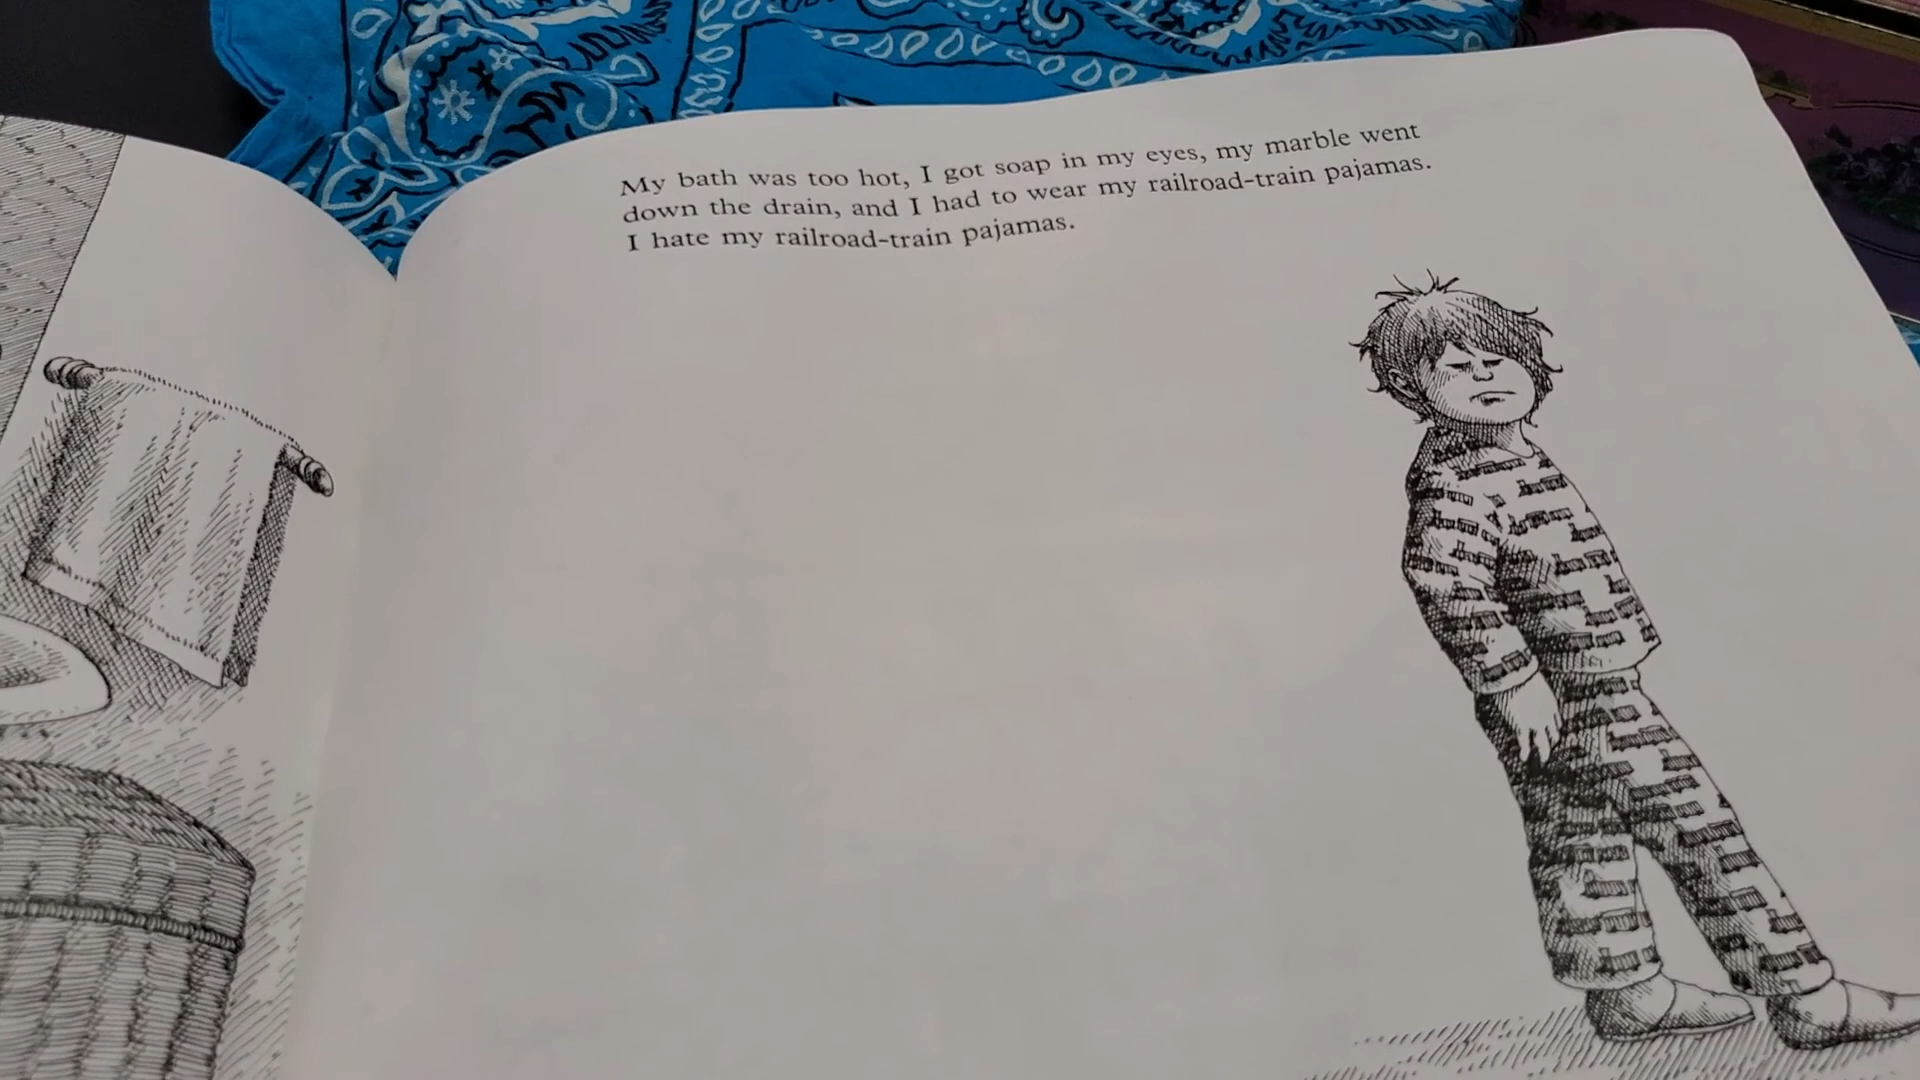 My bath was too hot, I got soap in my eyes, my marble went
down the drain, and I had to wear my railroad-train pajamas.
I hate my railroad-train pajamas.